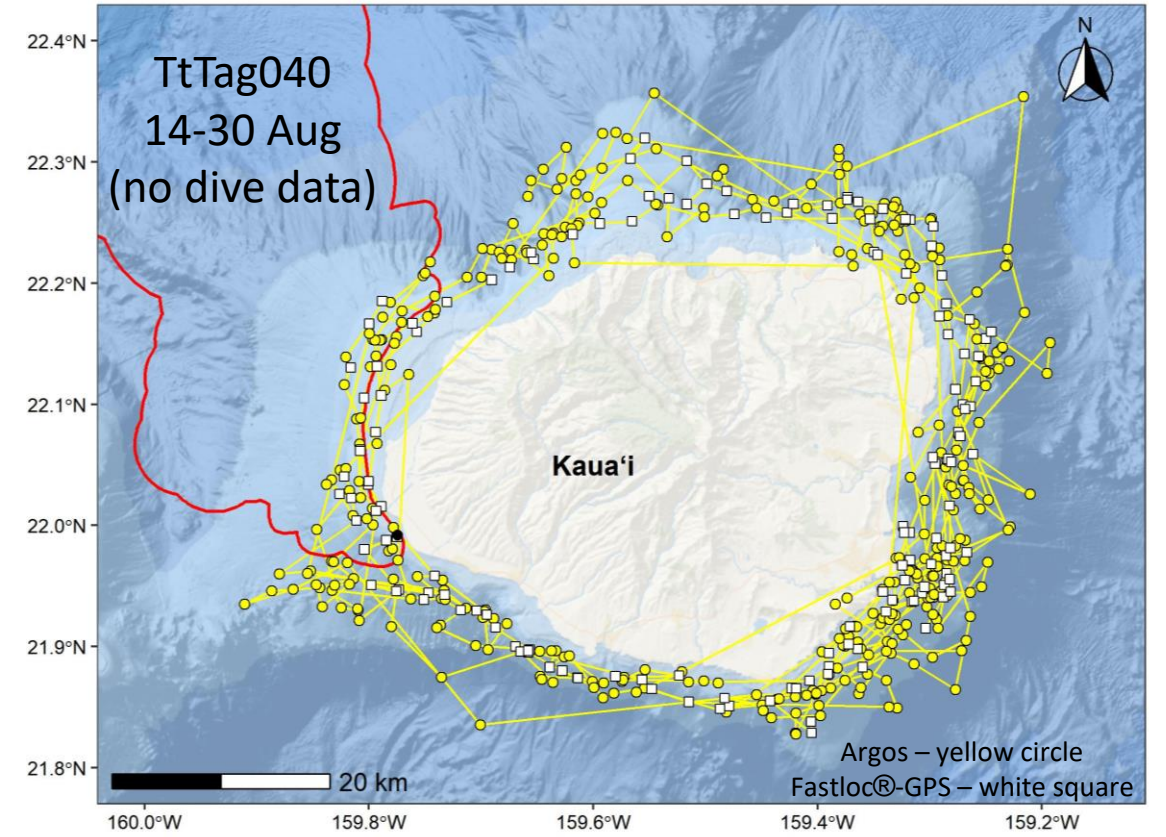 22.4°N
22.3°N
22.2°N
22.1°N
22.0°N
21.9°N
21.8°N
TtTag040
14-30 Aug
(no dive data)
N
Kauaʻi
20 km
Argos – yellow circle
Fastloc®-GPS – white square
160.0°W
159.8°W
159.6°W
159.4°W
159.2°W